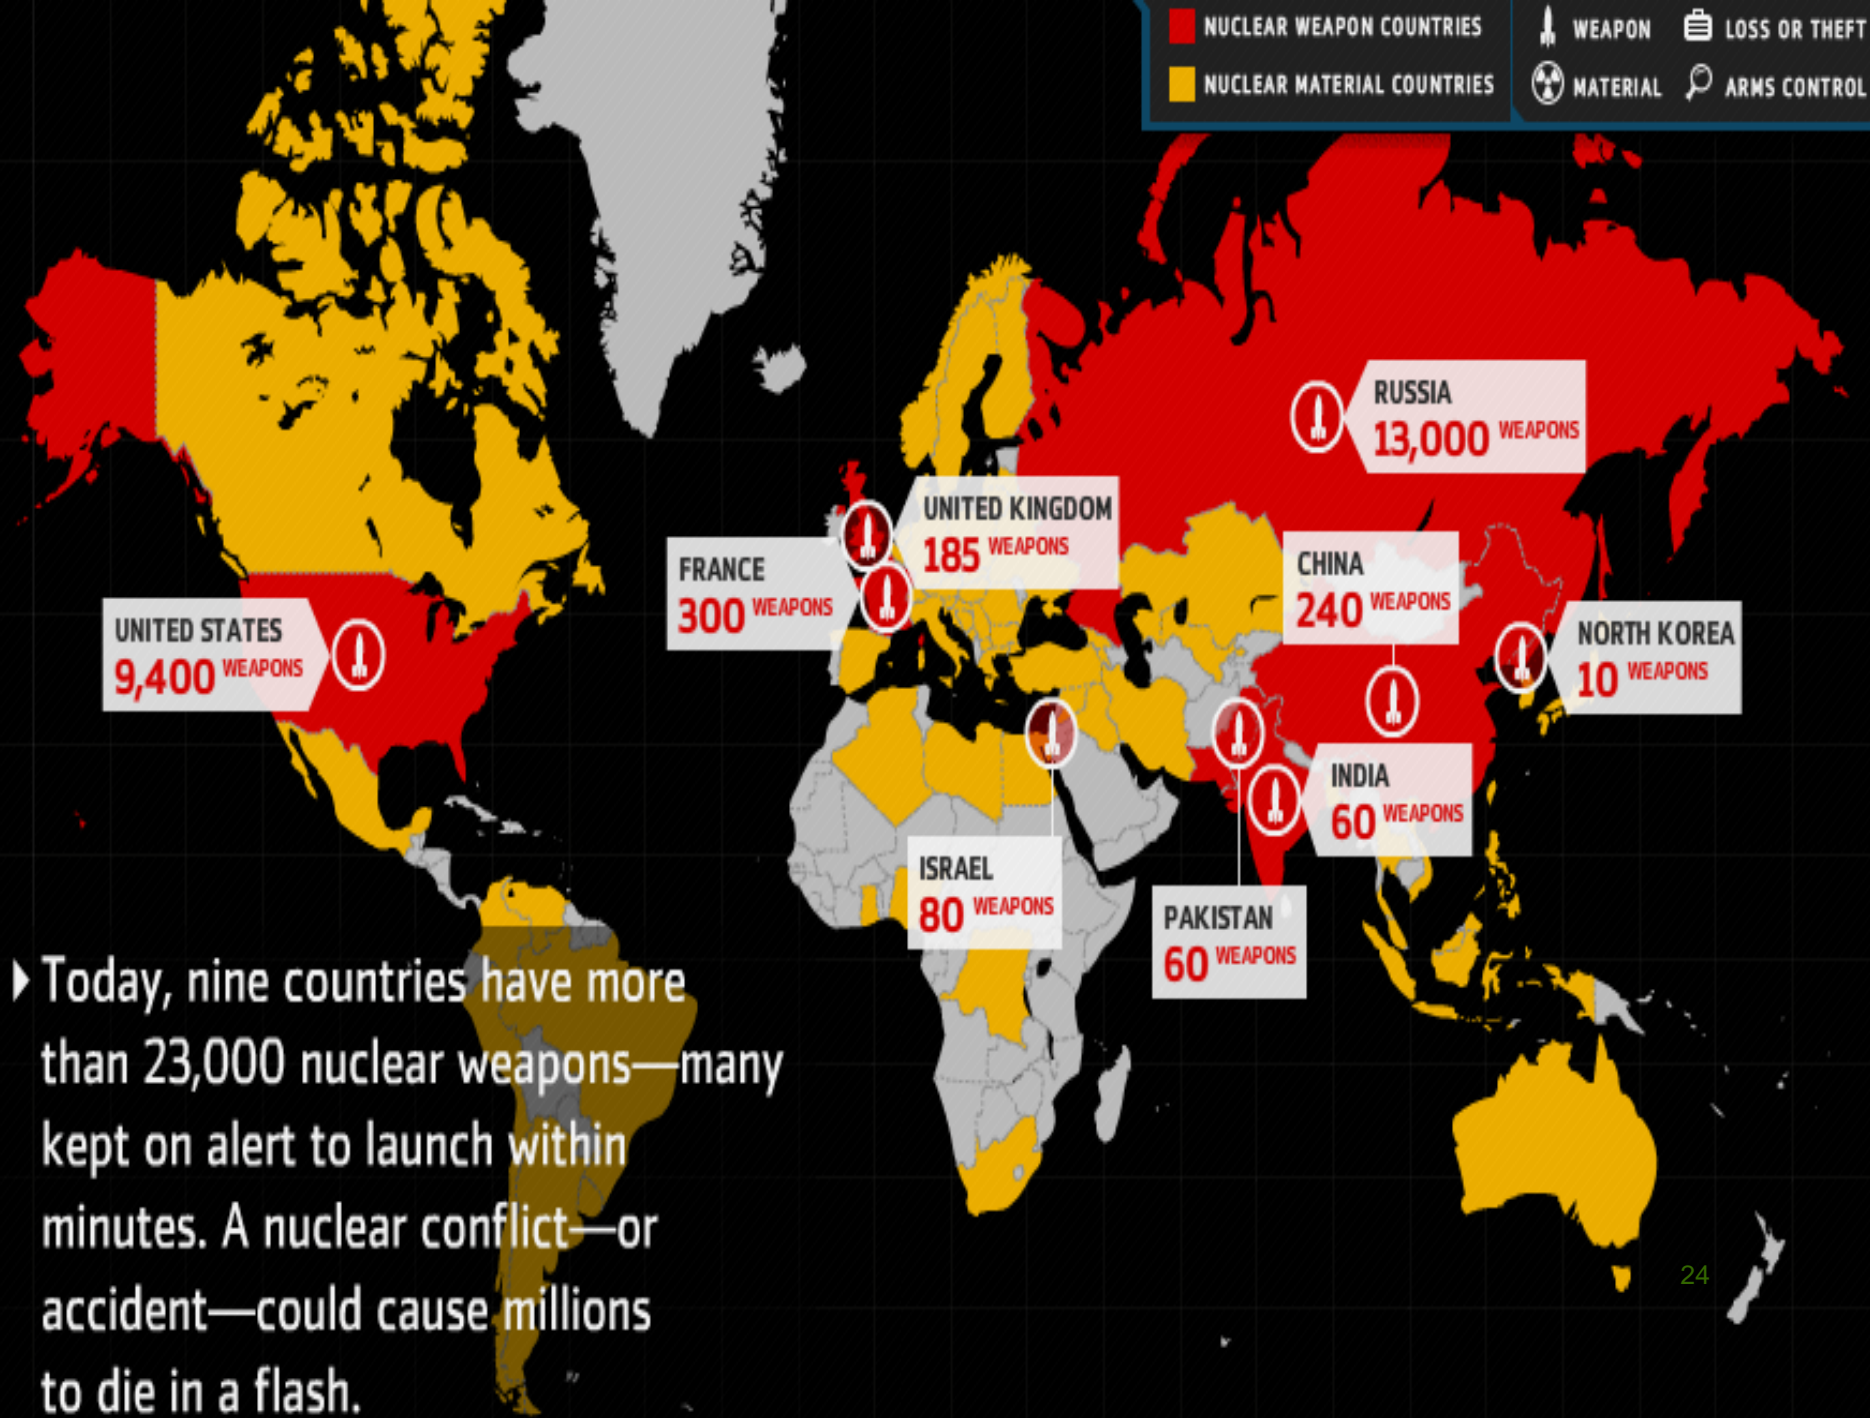 NUCLEAR WEAPON COUNTRIES
NUCLEAR MATERIAL COUNTRIES
WEAPON
LOSS OR THEFT
MATERIAL
ARMS CONTROL
RUSSIA
13,000 WEAPONS
UNITED KINGDOM
185 WEAPONS
FRANCE
300 WEAPONS
CHINA
240 WEAPONS
UNITED STATES
9,400 WEAPONS
NORTH KOREA
10 WEAPONS
INDIA
60 WEAPONS
ISRAEL
80 WEAPONS
PAKISTAN
60 WEAPONS
Today, nine countries have more
than 23,000 nuclear weapons—many
kept on alert to launch within
minutes. A nuclear conflict—or
accident—could cause millions
to die in a flash.
24